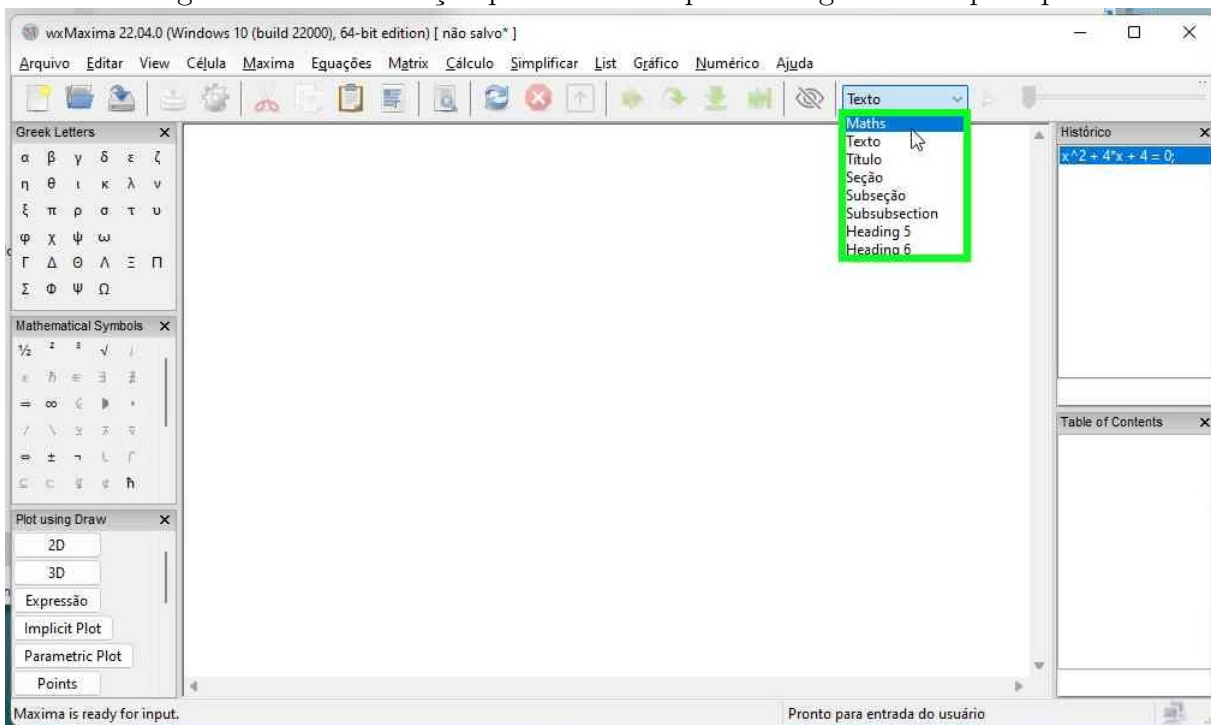 wxMaxima 22.04.0 (Windows 10 (build 22000), 64-bit edition) [ não salvo* ]
Arquivo Editar View Célula Maxima Equações Matrix Cálculo Simplificar List Gráfico Numérico Ajuda
Texto
Maths
Texto
Título
Seção
Subseção
Subsubsection
Heading 5
Heading 6
Greek Letters
α β γ δ ε ζ
η θ ι κ λ ν
ξ π ρ σ τ υ
φ χ ψ ω
Γ Δ Θ Λ Ξ Π
Σ Φ Ψ Ω
Mathematical Symbols
½ 2 3 √
ħ ∈ ∃ ∄
⇒ ∞
⇔ ± ¬
ħ
Plot using Draw
2D
3D
Expressão
Implicit Plot
Parametric Plot
Points
Histórico
x^2 + 4*x + 4 = 0;
Table of Contents
Maxima is ready for input.
Pronto para entrada do usuário